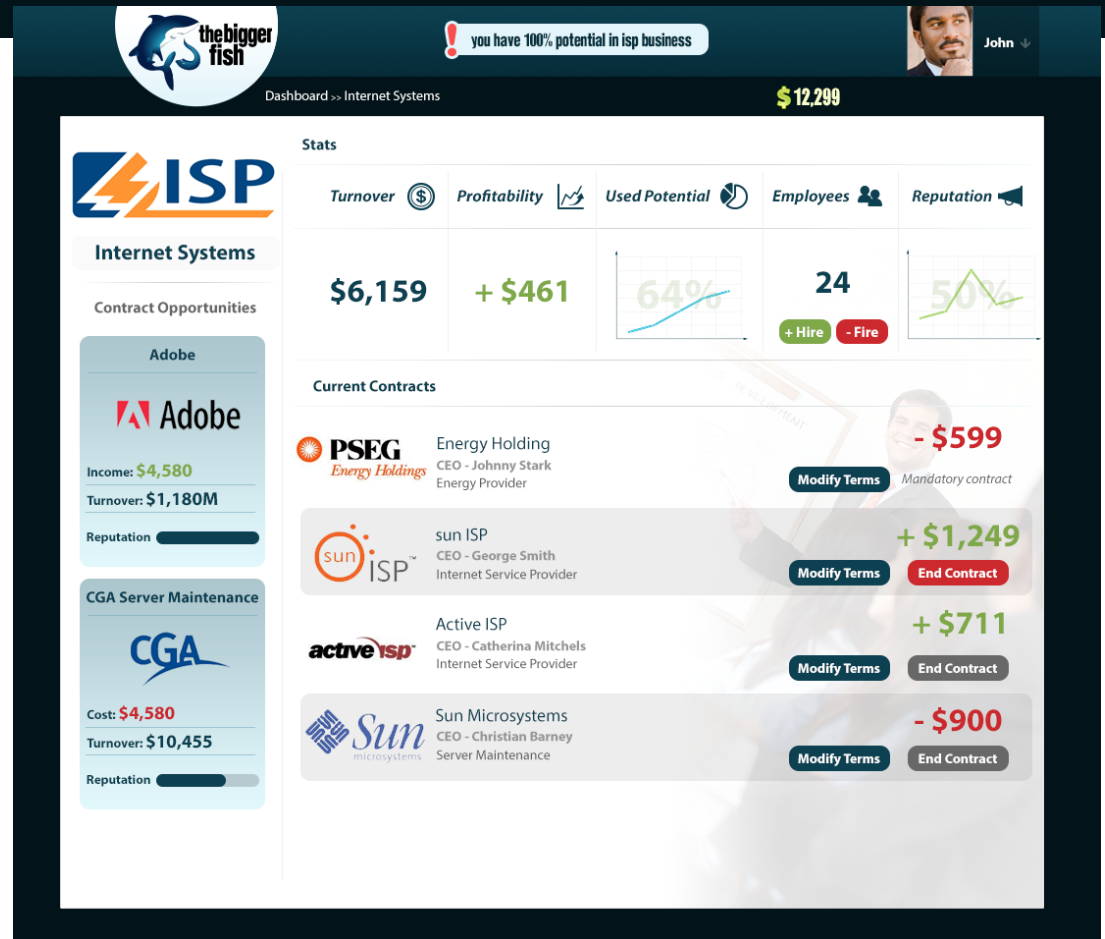 thebigger
fish
! you have 100% potential in isp business
John
Dashboard >> Internet Systems
$ 12,299
ISP
Internet Systems
Contract Opportunities
Adobe
Adobe
Income: $4,580
Turnover: $1,180M
Reputation
CGA Server Maintenance
CGA
Cost: $4,580
Turnover: $10,455
Reputation
Stats
Turnover $ Profitability Used Potential Employees Reputation
$6,159 + $461 64% 24 50%
+ Hire - Fire
Current Contracts
DEVELOPMENT
PSEG
Energy Holdings
Energy Holding
CEO - Johnny Stark
Energy Provider
- $599
Modify Terms Mandatory contract
sun ISP™
sun ISP
CEO - George Smith
Internet Service Provider
+ $1,249
Modify Terms End Contract
active isp
Active ISP
CEO - Catherina Mitchels
Internet Service Provider
+ $711
Modify Terms End Contract
Sun
microsystems
Sun Microsystems
CEO - Christian Barney
Server Maintenance
- $900
Modify Terms End Contract